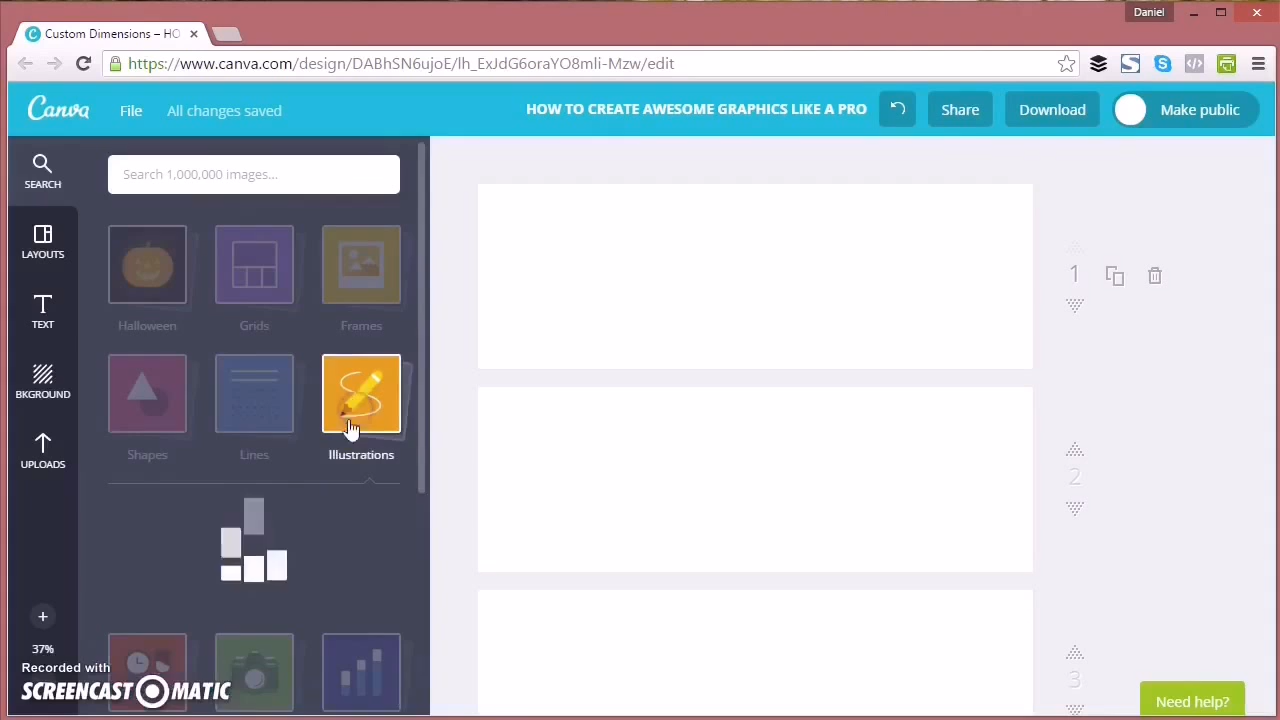 Daniel
Custom Dimensions – HO
https://www.canva.com/design/DABhSN6ujoE/lh_ExJdG6oraYO8mli-Mzw/edit
Canva
File
All changes saved
HOW TO CREATE AWESOME GRAPHICS LIKE A PRO
Share
Download
Make public
SEARCH
Search 1,000,000 images...
LAYOUTS
TEXT
BKGROUND
UPLOADS
Halloween
Grids
Frames
Shapes
Lines
Illustrations
1
2
3
37%
Recorded with
SCREENCAST MATIC
Need help?